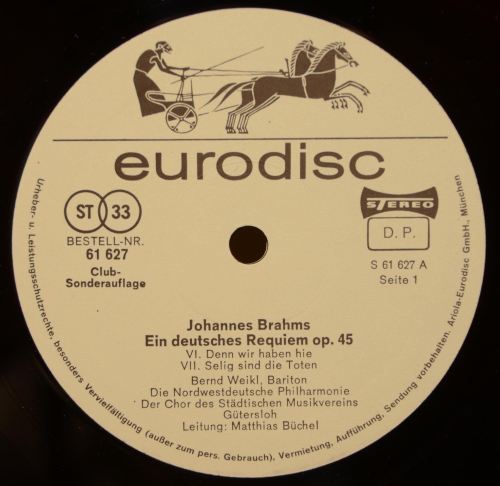 eurodisc
ST 33
BESTELL-NR.
61 627
Club-
Sonderauflage
STEREO
D. P.
S 61 627 A
Seite 1
Johannes Brahms
Ein deutsches Requiem op. 45
VI. Denn wir haben hie
VII. Selig sind die Toten
Bernd Weikl, Bariton
Die Nordwestdeutsche Philharmonie
Der Chor des Städtischen Musikvereins
Gütersloh
Leitung: Matthias Büchel
Urheber- u. Leistungsschutzrechte, besonders Vervielfältigung (außer zum pers. Gebrauch), Vermietung, Aufführung, Sendung vorbehalten. Ariola-Eurodisc GmbH., München